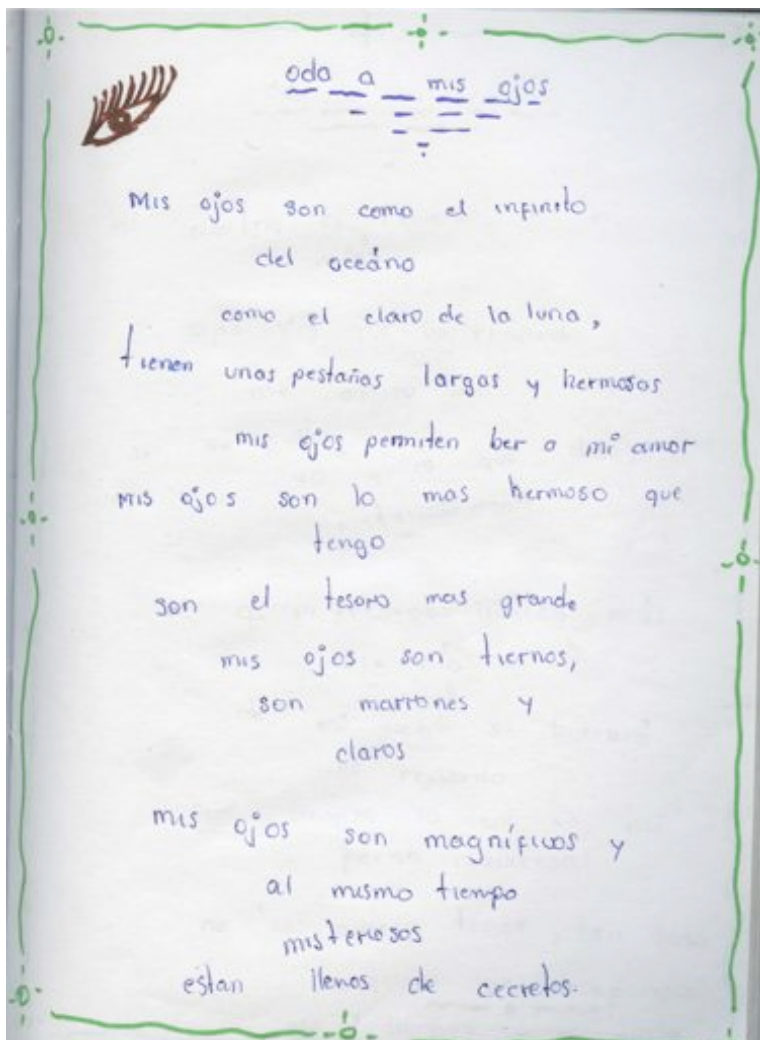 oda a mis ojos
Mis ojos son como el infinito
del oceáno
como el claro de la luna,
tienen unas pestañas largas y hermosas
mis ojos permiten ber a mi amor
Mis ojos son lo mas hermoso que
tengo
son el tesoro mas grande
mis ojos son tiernos,
son marrones y
claros
mis ojos son magníficos y
al mismo tiempo
misteriosos
estan llenos de cecretos.